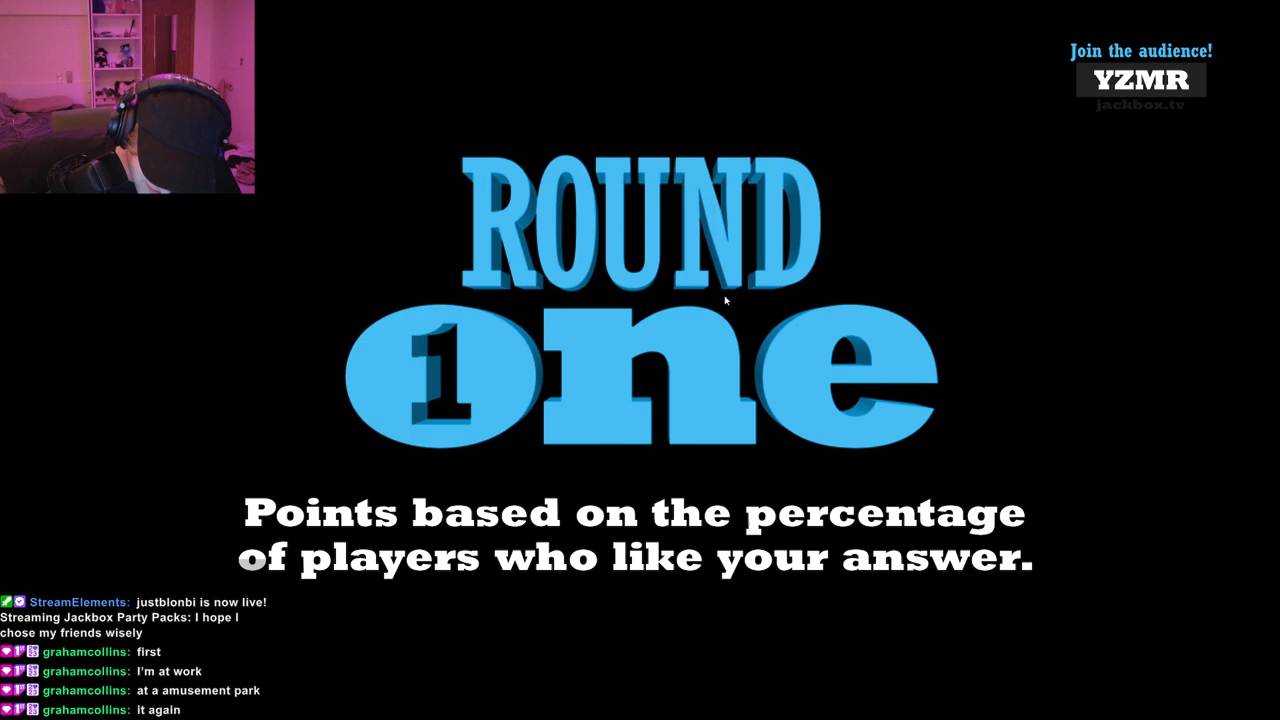 Join the audience!
YZMR
jackbox.tv
ROUND
One
1
Points based on the percentage
of players who like your answer.
StreamElements: justblonbi is now live!
Streaming Jackbox Party Packs: I hope I
chose my friends wisely
grahamcollins: first
grahamcollins: I'm at work
grahamcollins: at a amusement park
grahamcollins: it again